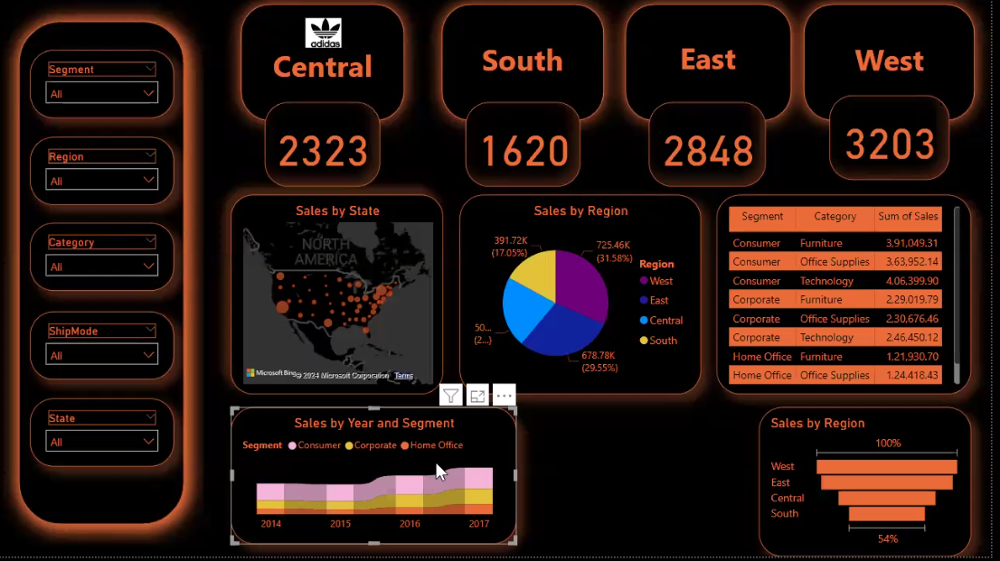 Segment
All
Region
All
Category
All
ShipMode
All
State
All
adidas
Central
2323
South
1620
East
2848
West
3203
Sales by State
NORTH
AMERICA
Microsoft Bing
© 2024 Microsoft Corporation Terms
Sales by Region
391.72K
(17.05%)
725.46K
(31.58%)
50...
(2...)
678.78K
(29.55%)
Region
West
East
Central
South
Segment Category Sum of Sales
Consumer Furniture 3,91,049.31
Consumer Office Supplies 3,63,952.14
Consumer Technology 4,06,399.90
Corporate Furniture 2,29,019.79
Corporate Office Supplies 2,30,676.46
Corporate Technology 2,46,450.12
Home Office Furniture 1,21,930.70
Home Office Office Supplies 1,24,418.43
Sales by Year and Segment
Segment Consumer Corporate Home Office
2014 2015 2016 2017
Sales by Region
100%
West
East
Central
South
54%